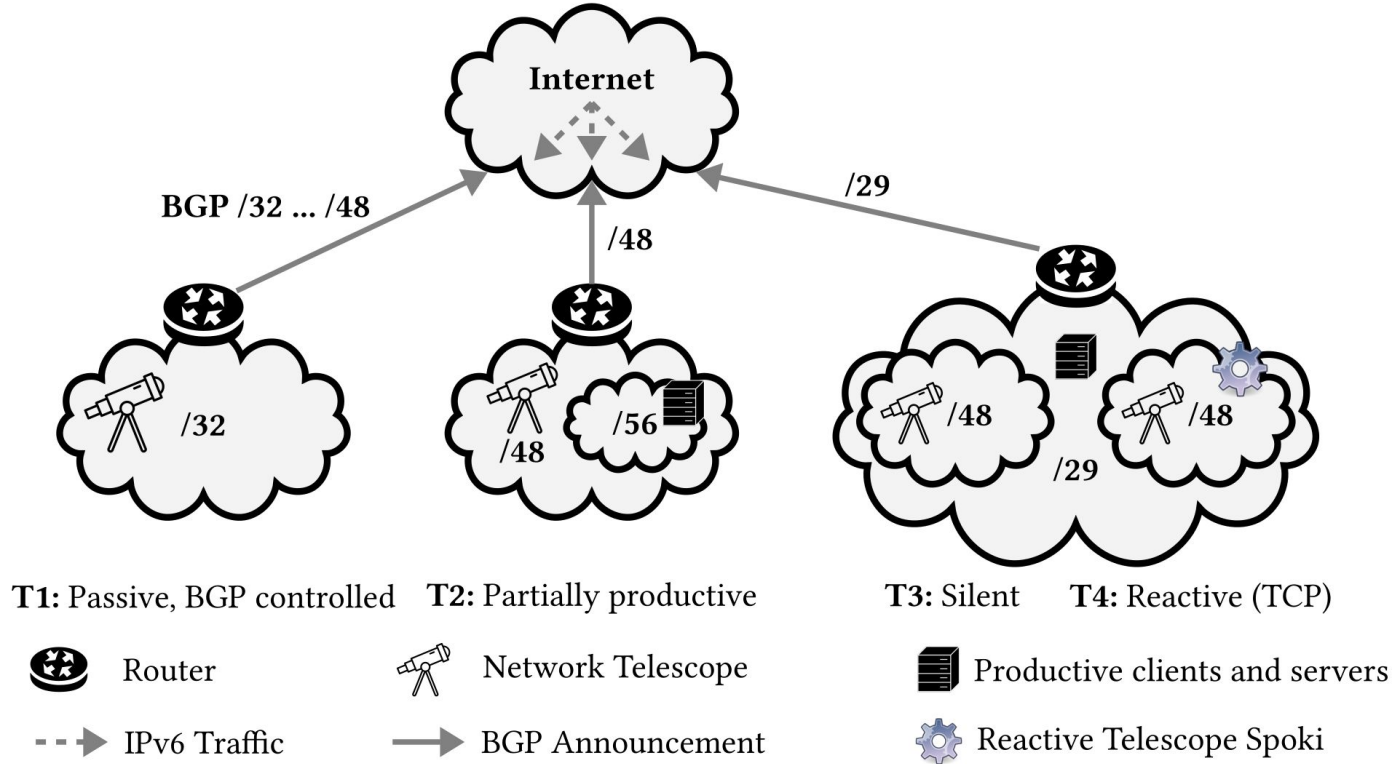 Internet
BGP /32 ... /48
/48
/29
/32
/48
/56
/48
/48
/29
T1: Passive, BGP controlled
T2: Partially productive
T3: Silent
T4: Reactive (TCP)
Router
Network Telescope
Productive clients and servers
IPv6 Traffic
BGP Announcement
Reactive Telescope Spoki